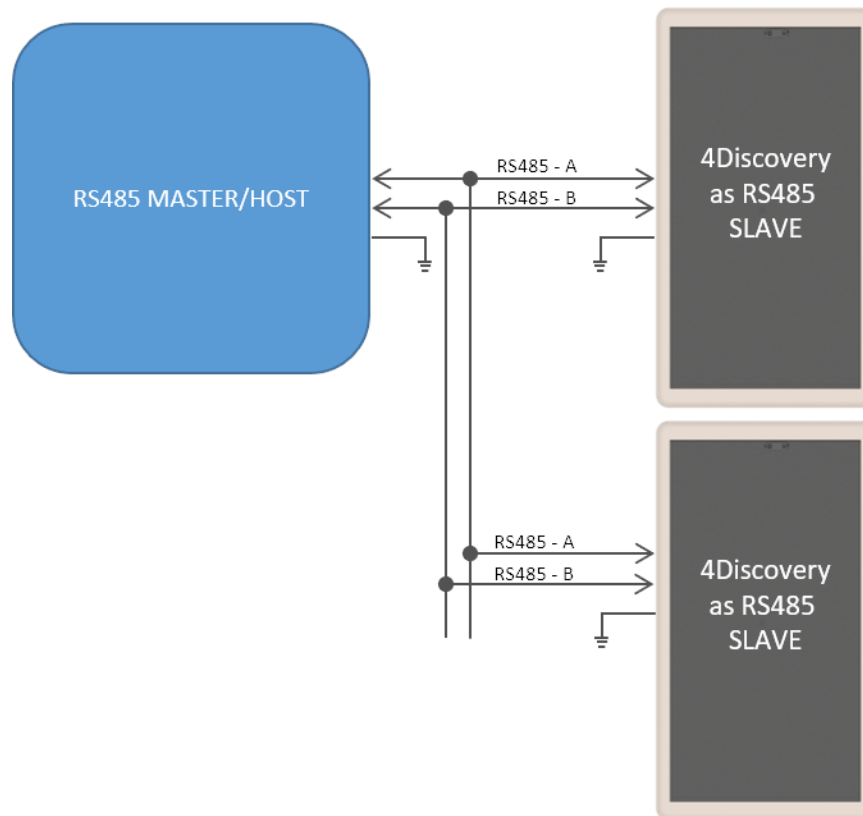 RS485 MASTER/HOST
RS485 - A
RS485 - B
4Discovery
as RS485
SLAVE
RS485 - A
RS485 - B
4Discovery
as RS485
SLAVE